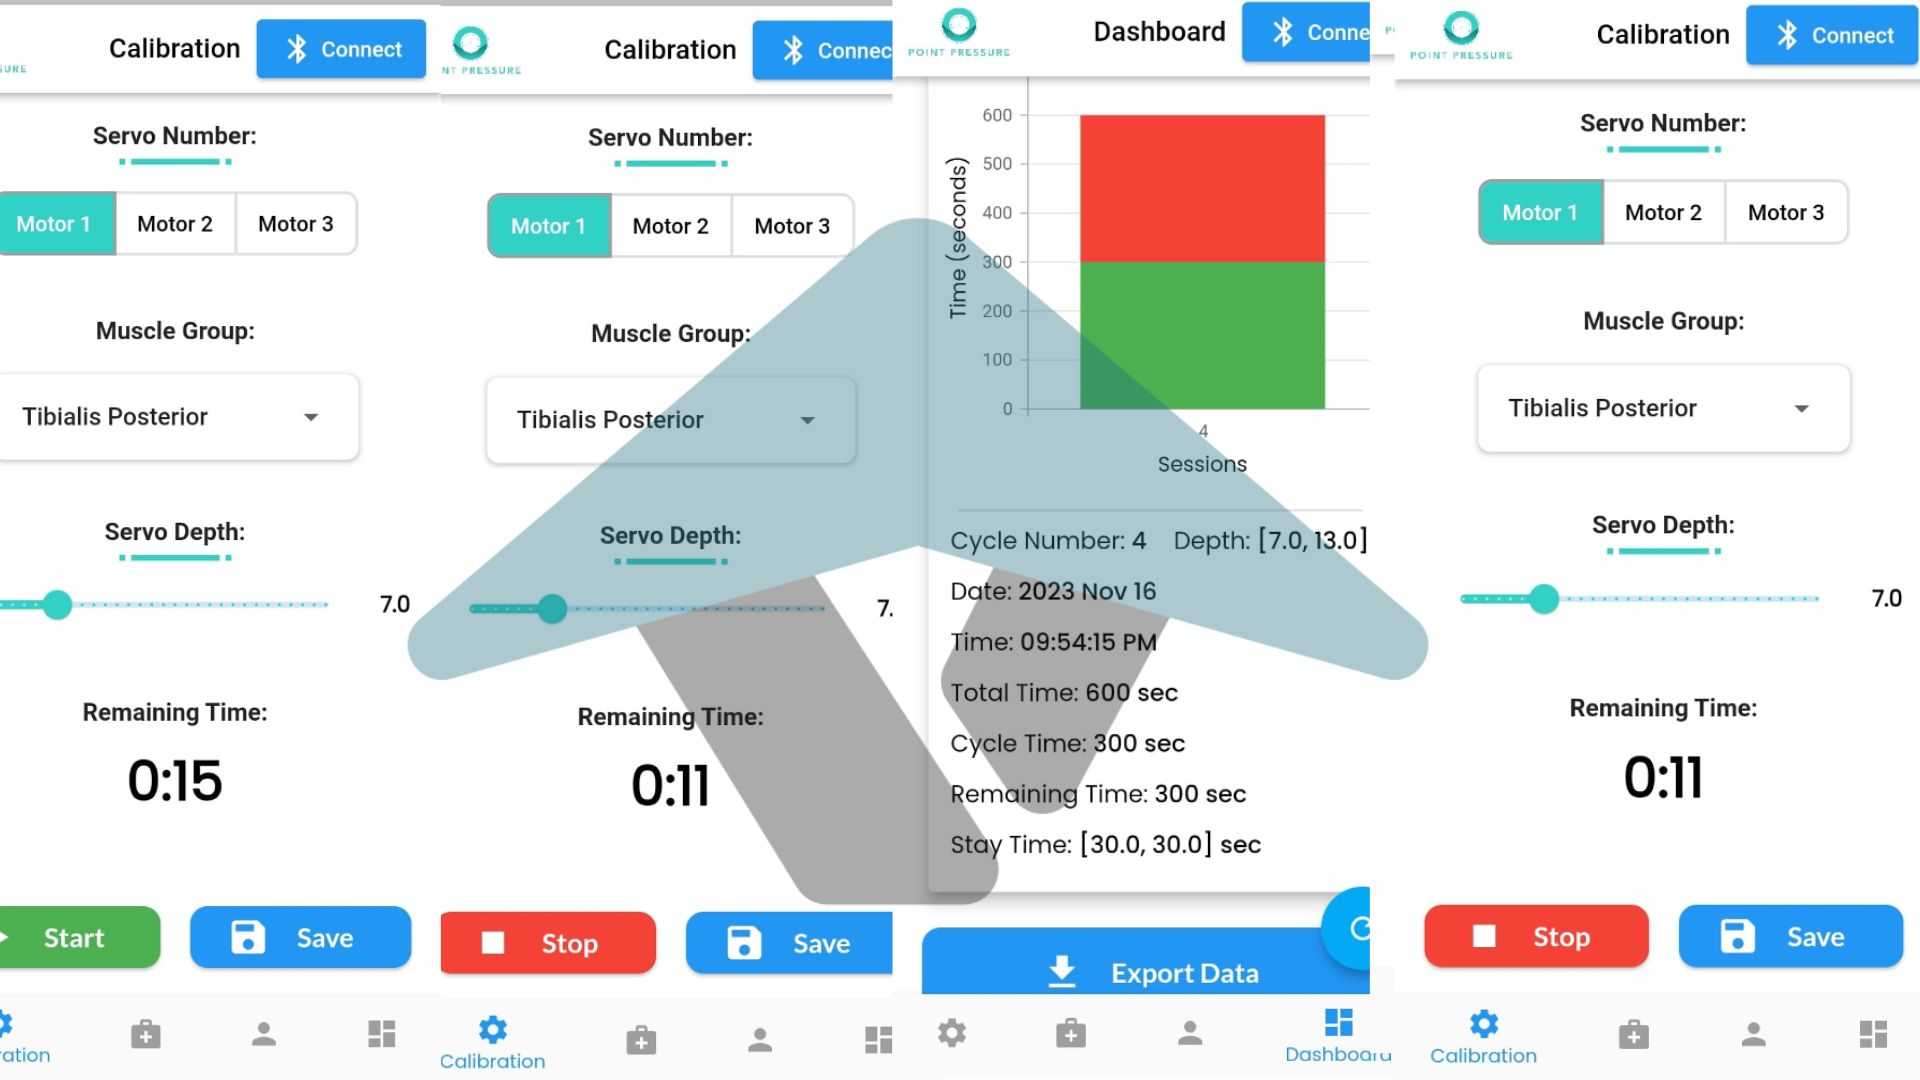 URE
Calibration
Connect
Servo Number:
Motor 1
Motor 2
Motor 3
Muscle Group:
Tibialis Posterior
Servo Depth:
7.0
Remaining Time:
0:15
Start
Save
ration
NT PRESSURE
Calibration
Connec
Servo Number:
Motor 1
Motor 2
Motor 3
Muscle Group:
Tibialis Posterior
Servo Depth:
7.
Remaining Time:
0:11
Stop
Save
Calibration
POINT PRESSURE
Dashboard
Conne
Time (seconds)
600
500
400
300
200
100
0
4
Sessions
Cycle Number: 4 Depth: [7.0, 13.0]
Date: 2023 Nov 16
Time: 09:54:15 PM
Total Time: 600 sec
Cycle Time: 300 sec
Remaining Time: 300 sec
Stay Time: [30.0, 30.0] sec
Export Data
Dashboard
POINT PRESSURE
Calibration
Connect
Servo Number:
Motor 1
Motor 2
Motor 3
Muscle Group:
Tibialis Posterior
Servo Depth:
7.0
Remaining Time:
0:11
Stop
Save
Calibration